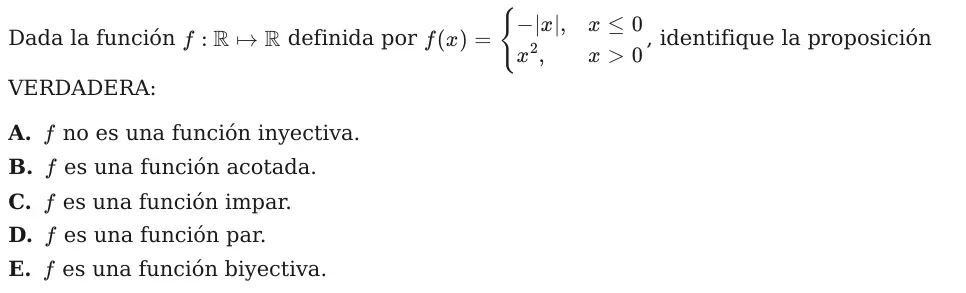 Dada la función f : ℝ ↦ ℝ definida por f(x) = { −|x|, x ≤ 0
x², x > 0 , identifique la proposición
VERDADERA:
A. f no es una función inyectiva.
B. f es una función acotada.
C. f es una función impar.
D. f es una función par.
E. f es una función biyectiva.